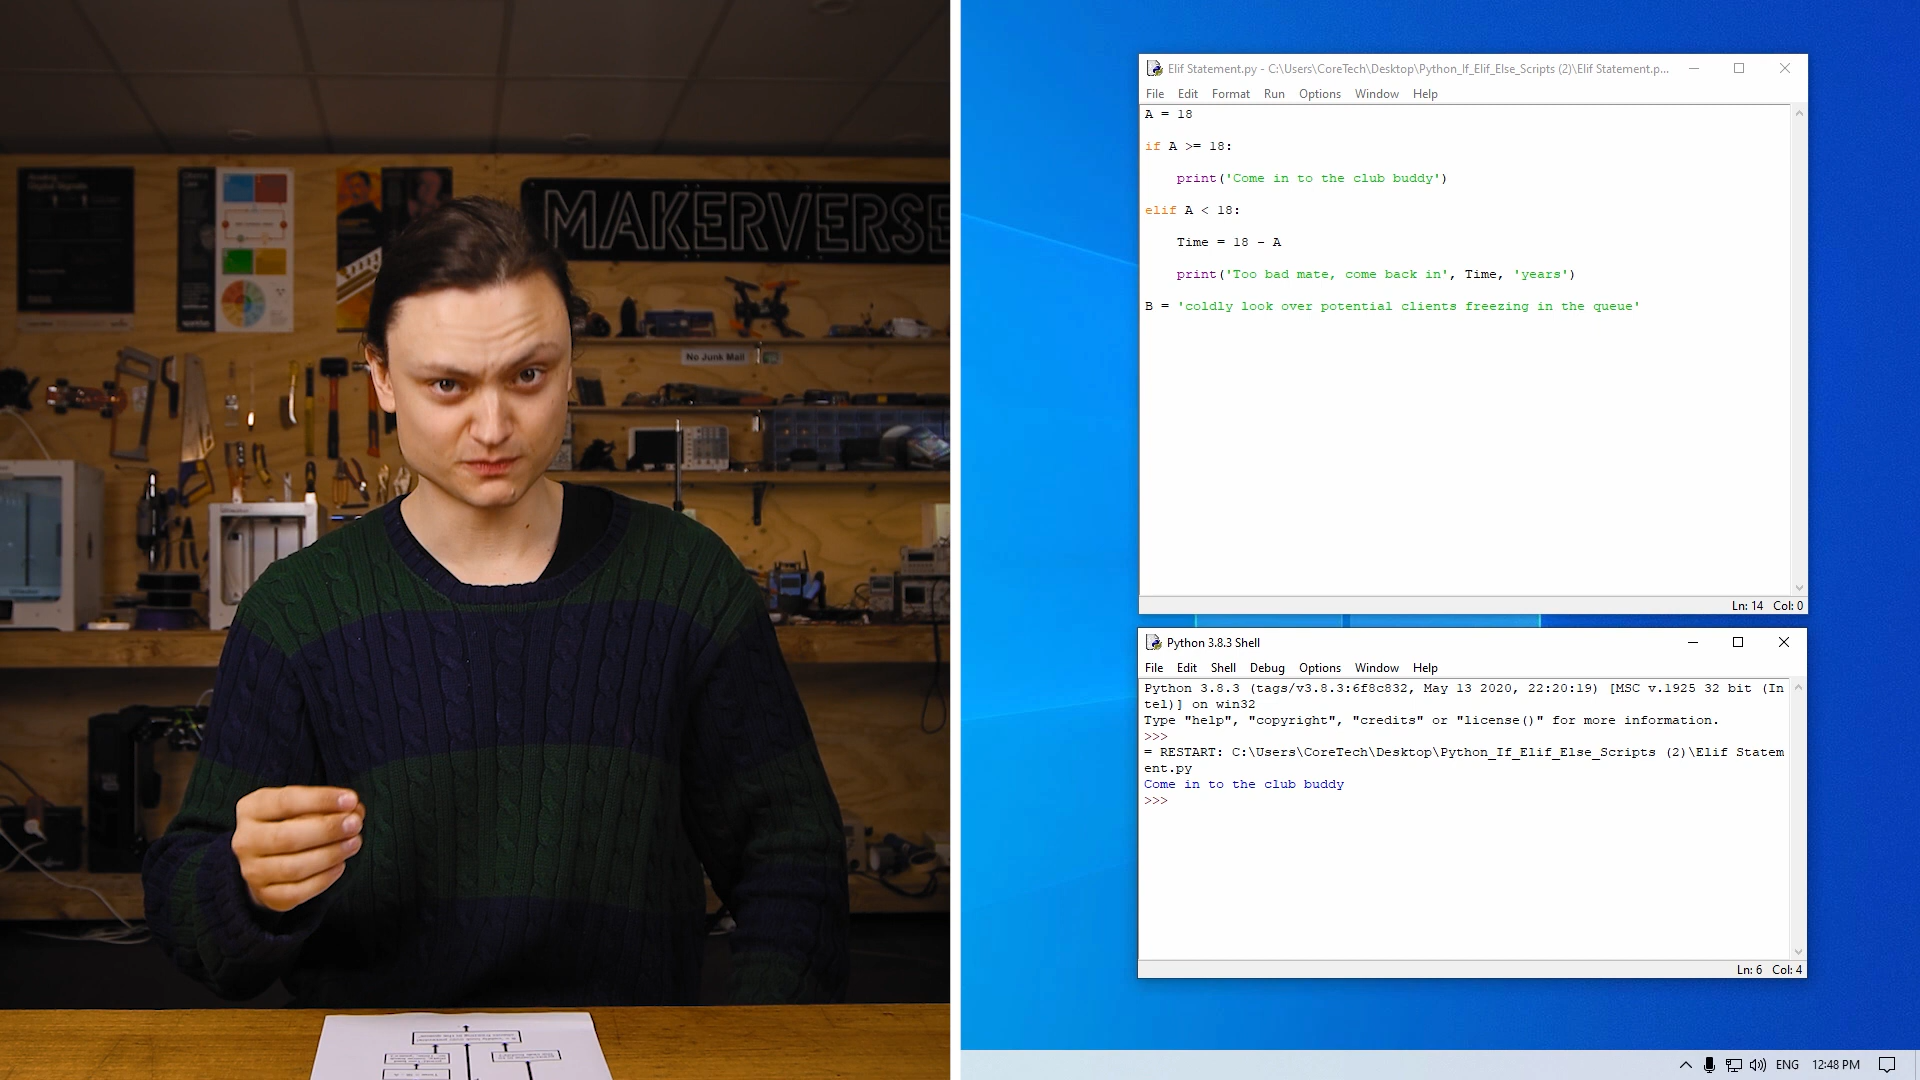 MAKERVERSE
No Junk Mail
Elif Statement.py - C:\Users\CoreTech\Desktop\Python_If_Elif_Else_Scripts (2)\Elif Statement.p...
File Edit Format Run Options Window Help
A = 18
if A >= 18:
print('Come in to the club buddy')
elif A < 18:
Time = 18 - A
print('Too bad mate, come back in', Time, 'years')
B = 'coldly look over potential clients freezing in the queue'
Ln: 14 Col: 0
Python 3.8.3 Shell
File Edit Shell Debug Options Window Help
Python 3.8.3 (tags/v3.8.3:6f8c832, May 13 2020, 22:20:19) [MSC v.1925 32 bit (In
tel)] on win32
Type "help", "copyright", "credits" or "license()" for more information.
>>>
= RESTART: C:\Users\CoreTech\Desktop\Python_If_Elif_Else_Scripts (2)\Elif Statem
ent.py
Come in to the club buddy
>>>
Ln: 6 Col: 4
ENG 12:48 PM